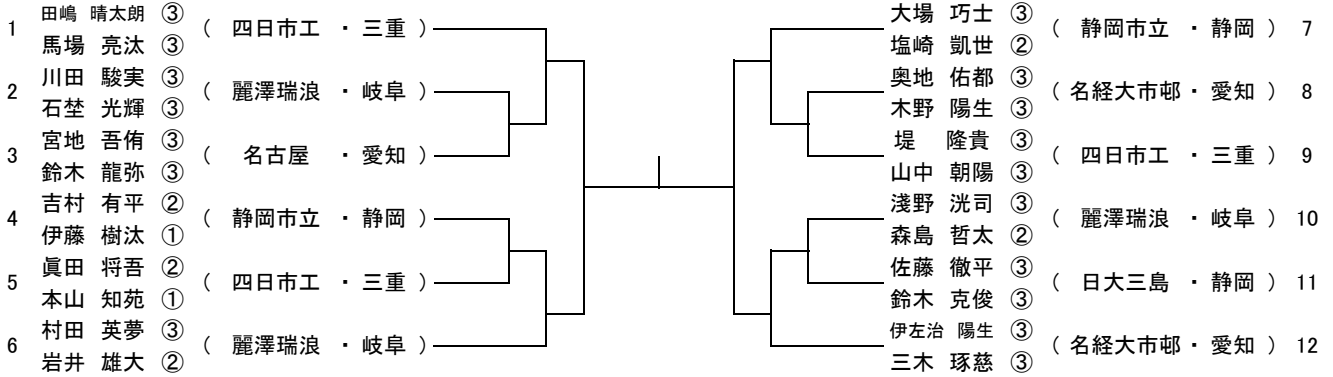 田嶋 晴太朗 ③
1 ( 四日市工 ・ 三重 )
馬場 亮汰 ③
川田 駿実 ③
2 ( 麗澤瑞浪 ・ 岐阜 )
石埜 光輝 ③
宮地 吾侑 ③
3 ( 名古屋 ・ 愛知 )
鈴木 龍弥 ③
吉村 有平 ②
4 ( 静岡市立 ・ 静岡 )
伊藤 樹汰 ①
眞田 将吾 ②
5 ( 四日市工 ・ 三重 )
本山 知苑 ①
村田 英夢 ③
6 ( 麗澤瑞浪 ・ 岐阜 )
岩井 雄大 ②
大場 巧士 ③
( 静岡市立 ・ 静岡 ) 7
塩崎 凱世 ②
奥地 佑都 ③
( 名経大市邨 ・ 愛知 ) 8
木野 陽生 ③
堤 隆貴 ③
( 四日市工 ・ 三重 ) 9
山中 朝陽 ③
淺野 洸司 ③
( 麗澤瑞浪 ・ 岐阜 ) 10
森島 哲太 ②
佐藤 徹平 ③
( 日大三島 ・ 静岡 ) 11
鈴木 克俊 ③
伊左治 陽生 ③
( 名経大市邨 ・ 愛知 ) 12
三木 琢慈 ③